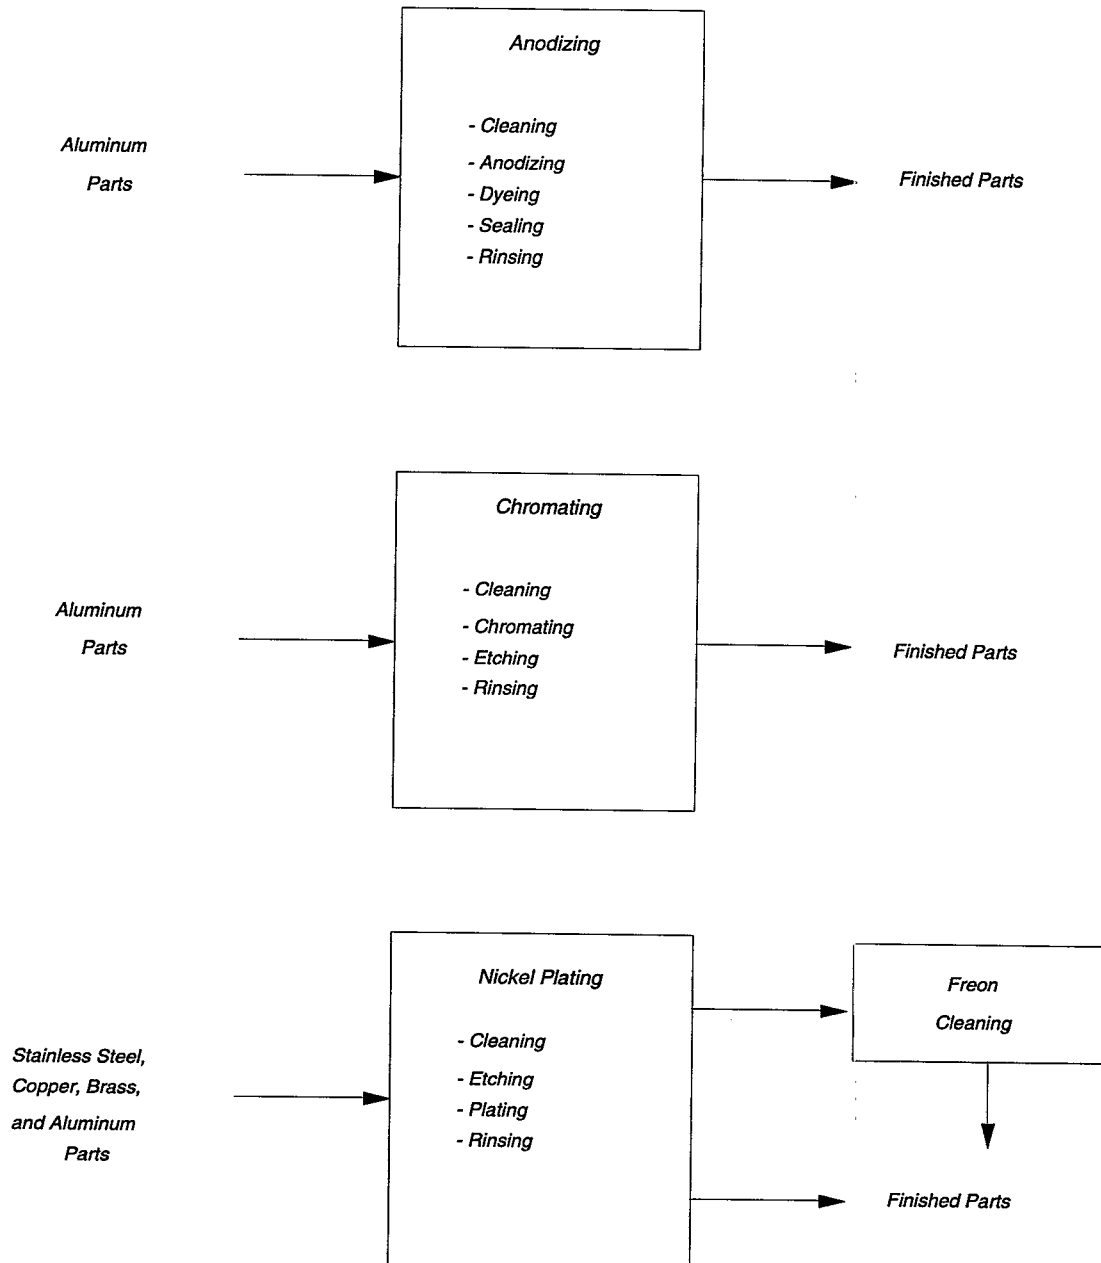 Anodizing
Aluminum
Parts
- Cleaning
- Anodizing
- Dyeing
- Sealing
- Rinsing
Finished Parts
Chromating
Aluminum
Parts
- Cleaning
- Chromating
- Etching
- Rinsing
Finished Parts
Nickel Plating
Stainless Steel,
Copper, Brass,
and Aluminum
Parts
- Cleaning
- Etching
- Plating
- Rinsing
Freon
Cleaning
Finished Parts